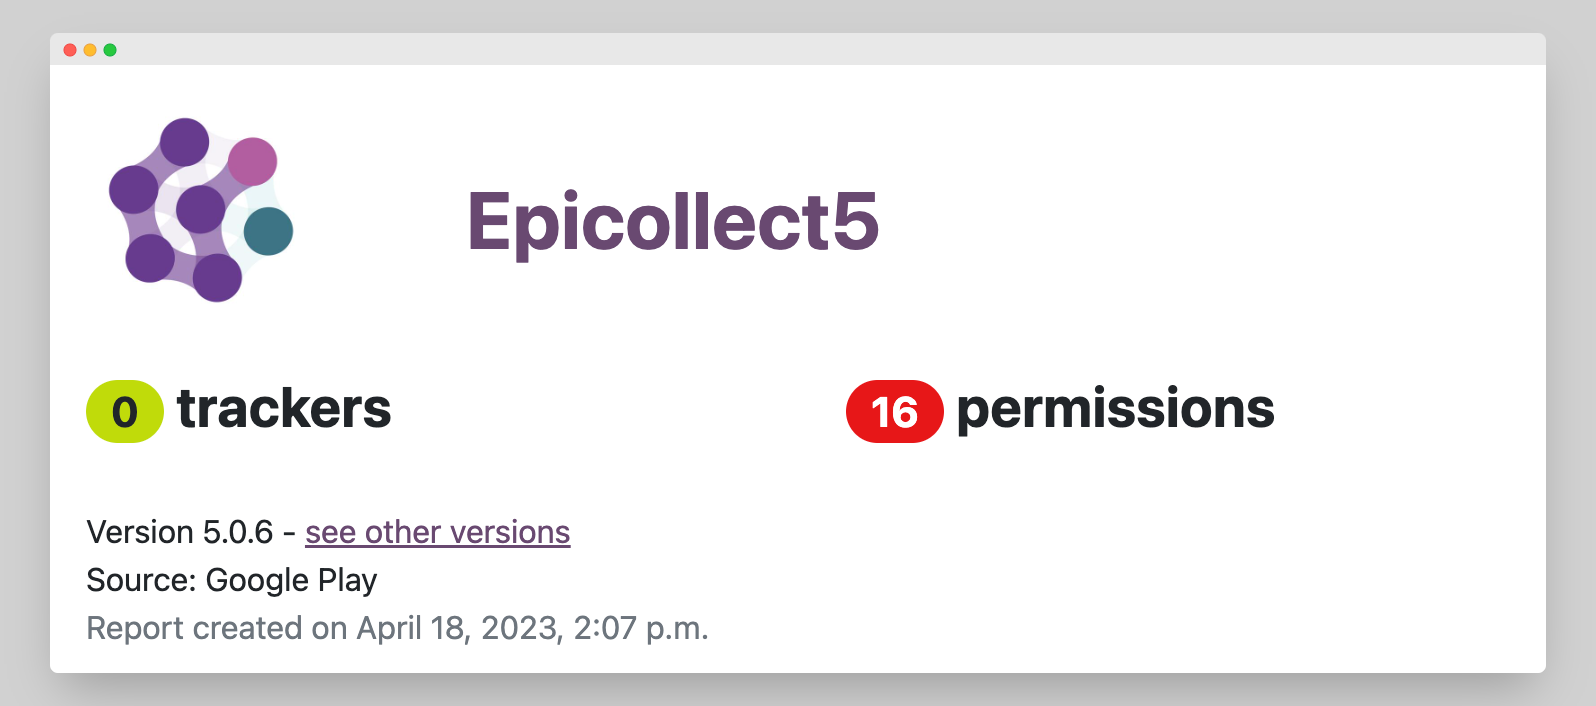 Epicollect5
0 trackers
16 permissions
Version 5.0.6 - see other versions
Source: Google Play
Report created on April 18, 2023, 2:07 p.m.